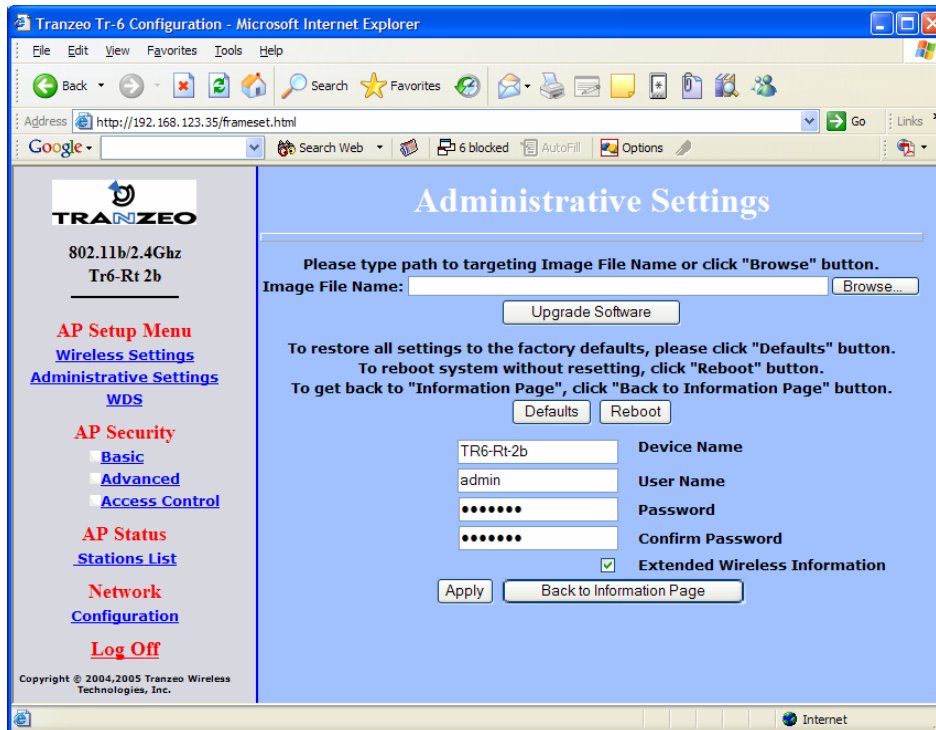 Tranzeo Tr-6 Configuration - Microsoft Internet Explorer
File Edit View Favorites Tools Help
Back Search Favorites
Address http://192.168.123.35/frameset.html Go Links
Google Search Web 6 blocked AutoFill Options
TRANZEO
802.11b/2.4Ghz
Tr6-Rt 2b
AP Setup Menu
Wireless Settings
Administrative Settings
WDS
AP Security
Basic
Advanced
Access Control
AP Status
Stations List
Network
Configuration
Log Off
Copyright © 2004,2005 Tranzeo Wireless
Technologies, Inc.
Administrative Settings
Please type path to targeting Image File Name or click "Browse" button.
Image File Name: Browse...
Upgrade Software
To restore all settings to the factory defaults, please click "Defaults" button.
To reboot system without resetting, click "Reboot" button.
To get back to "Information Page", click "Back to Information Page" button.
Defaults Reboot
TR6-Rt-2b Device Name
admin User Name
••••••• Password
••••••• Confirm Password
Extended Wireless Information
Apply Back to Information Page
Internet